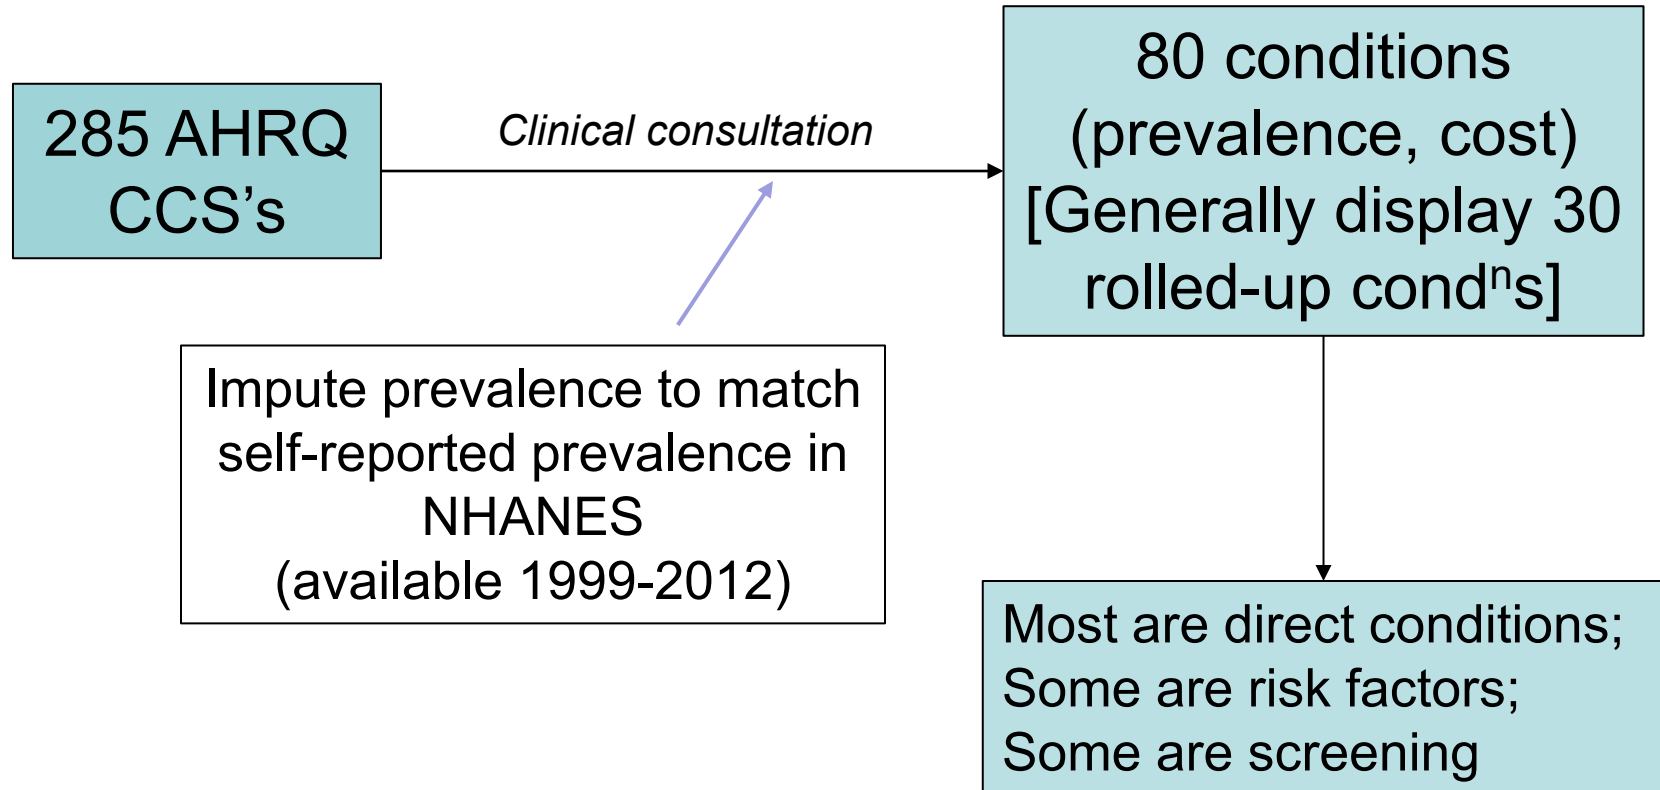 285 AHRQ
CCS’s
Clinical consultation
80 conditions
(prevalence, cost)
[Generally display 30
rolled-up condⁿs]
Impute prevalence to match
self-reported prevalence in
NHANES
(available 1999-2012)
Most are direct conditions;
Some are risk factors;
Some are screening